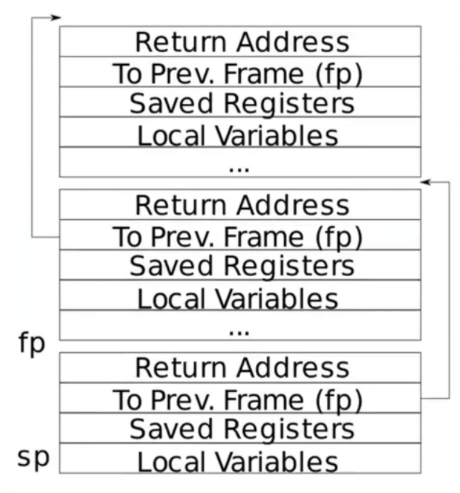 Return Address
To Prev. Frame (fp)
Saved Registers
Local Variables
...
Return Address
To Prev. Frame (fp)
Saved Registers
Local Variables
...
fp
Return Address
To Prev. Frame (fp)
Saved Registers
sp
Local Variables